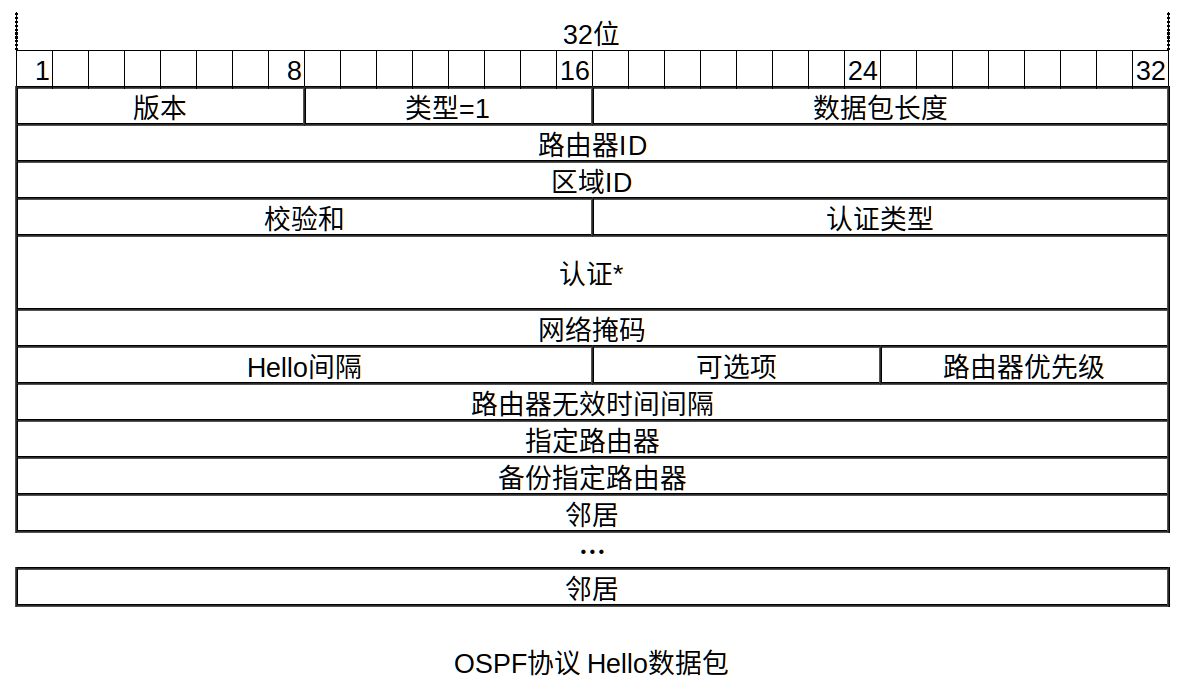 32位
1 8 16 24 32
版本 类型=1 数据包长度
路由器ID
区域ID
校验和 认证类型
认证*
网络掩码
Hello间隔 可选项 路由器优先级
路由器无效时间间隔
指定路由器
备份指定路由器
邻居
...
邻居
OSPF协议 Hello数据包